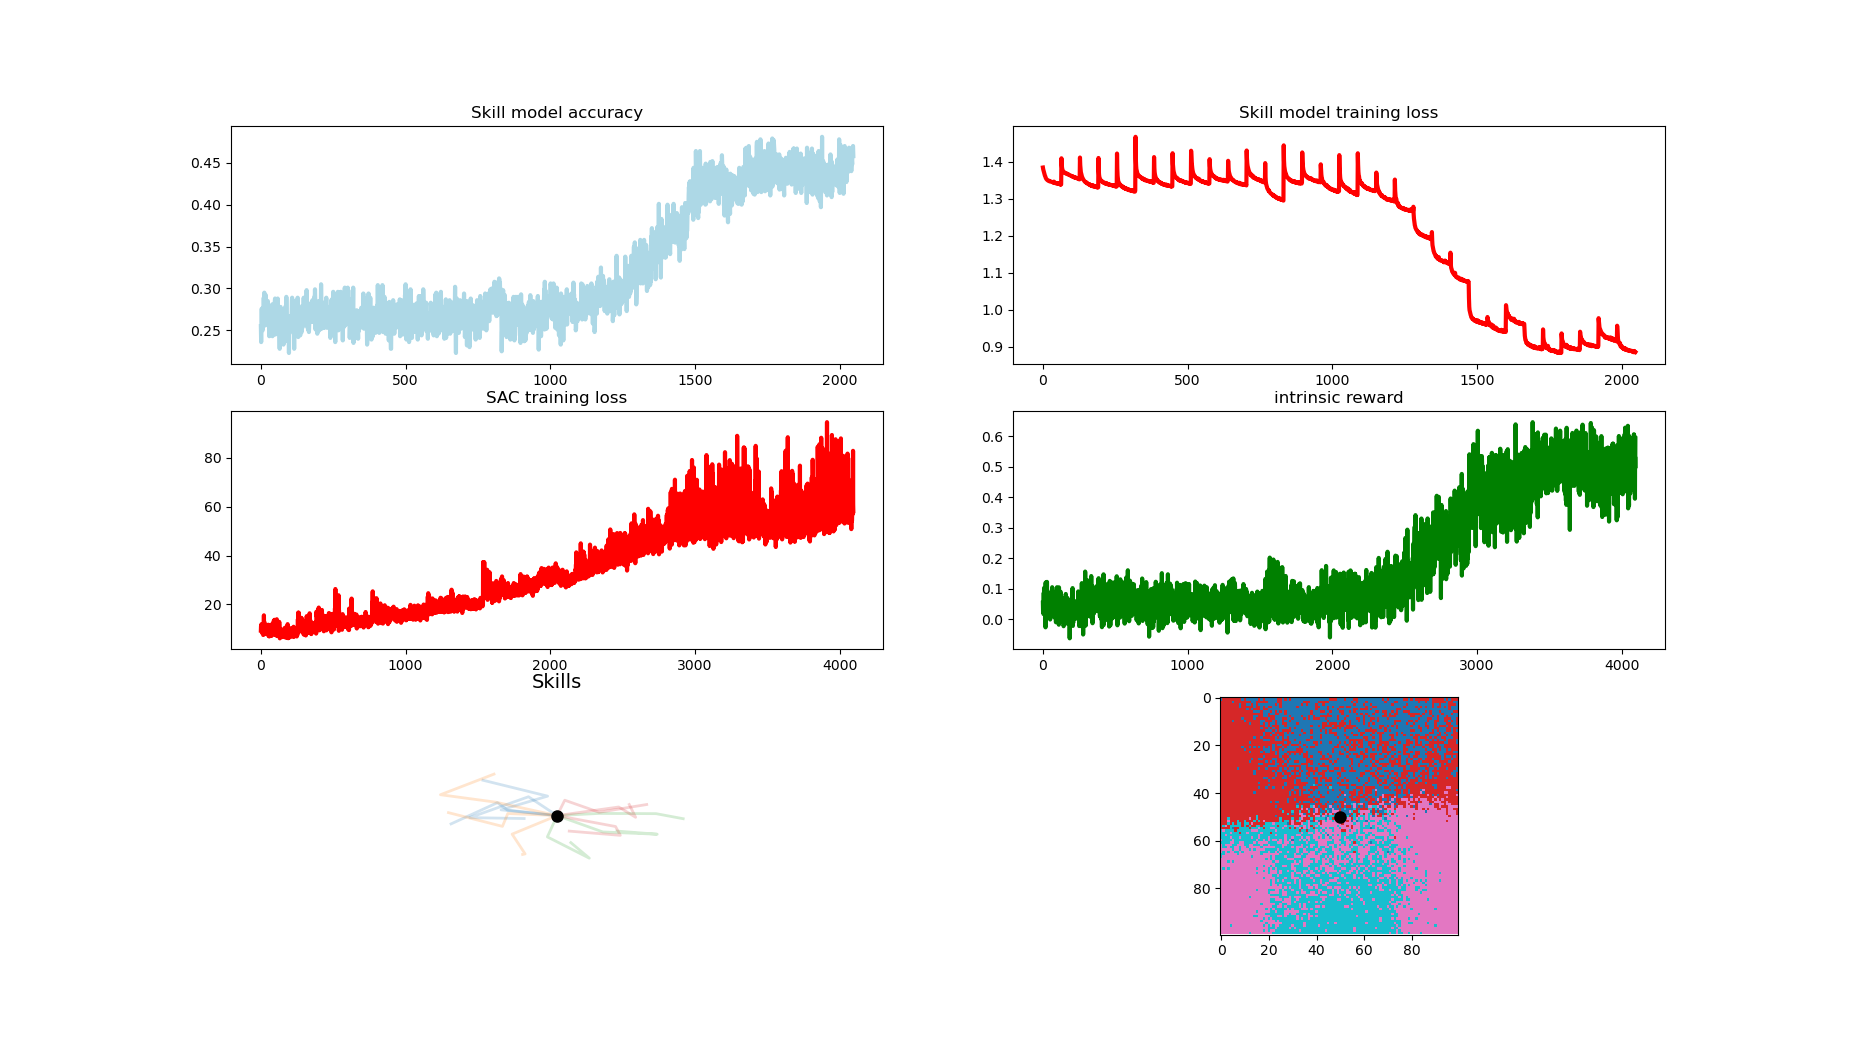 Skill model accuracy
0.45
0.40
0.35
0.30
0.25
0 500 1000 1500 2000
Skill model training loss
1.4
1.3
1.2
1.1
1.0
0.9
0 500 1000 1500 2000
SAC training loss
80
60
40
20
0 1000 2000 3000 4000
intrinsic reward
0.6
0.5
0.4
0.3
0.2
0.1
0.0
0 1000 2000 3000 4000
Skills
0
20
40
60
80
0 20 40 60 80